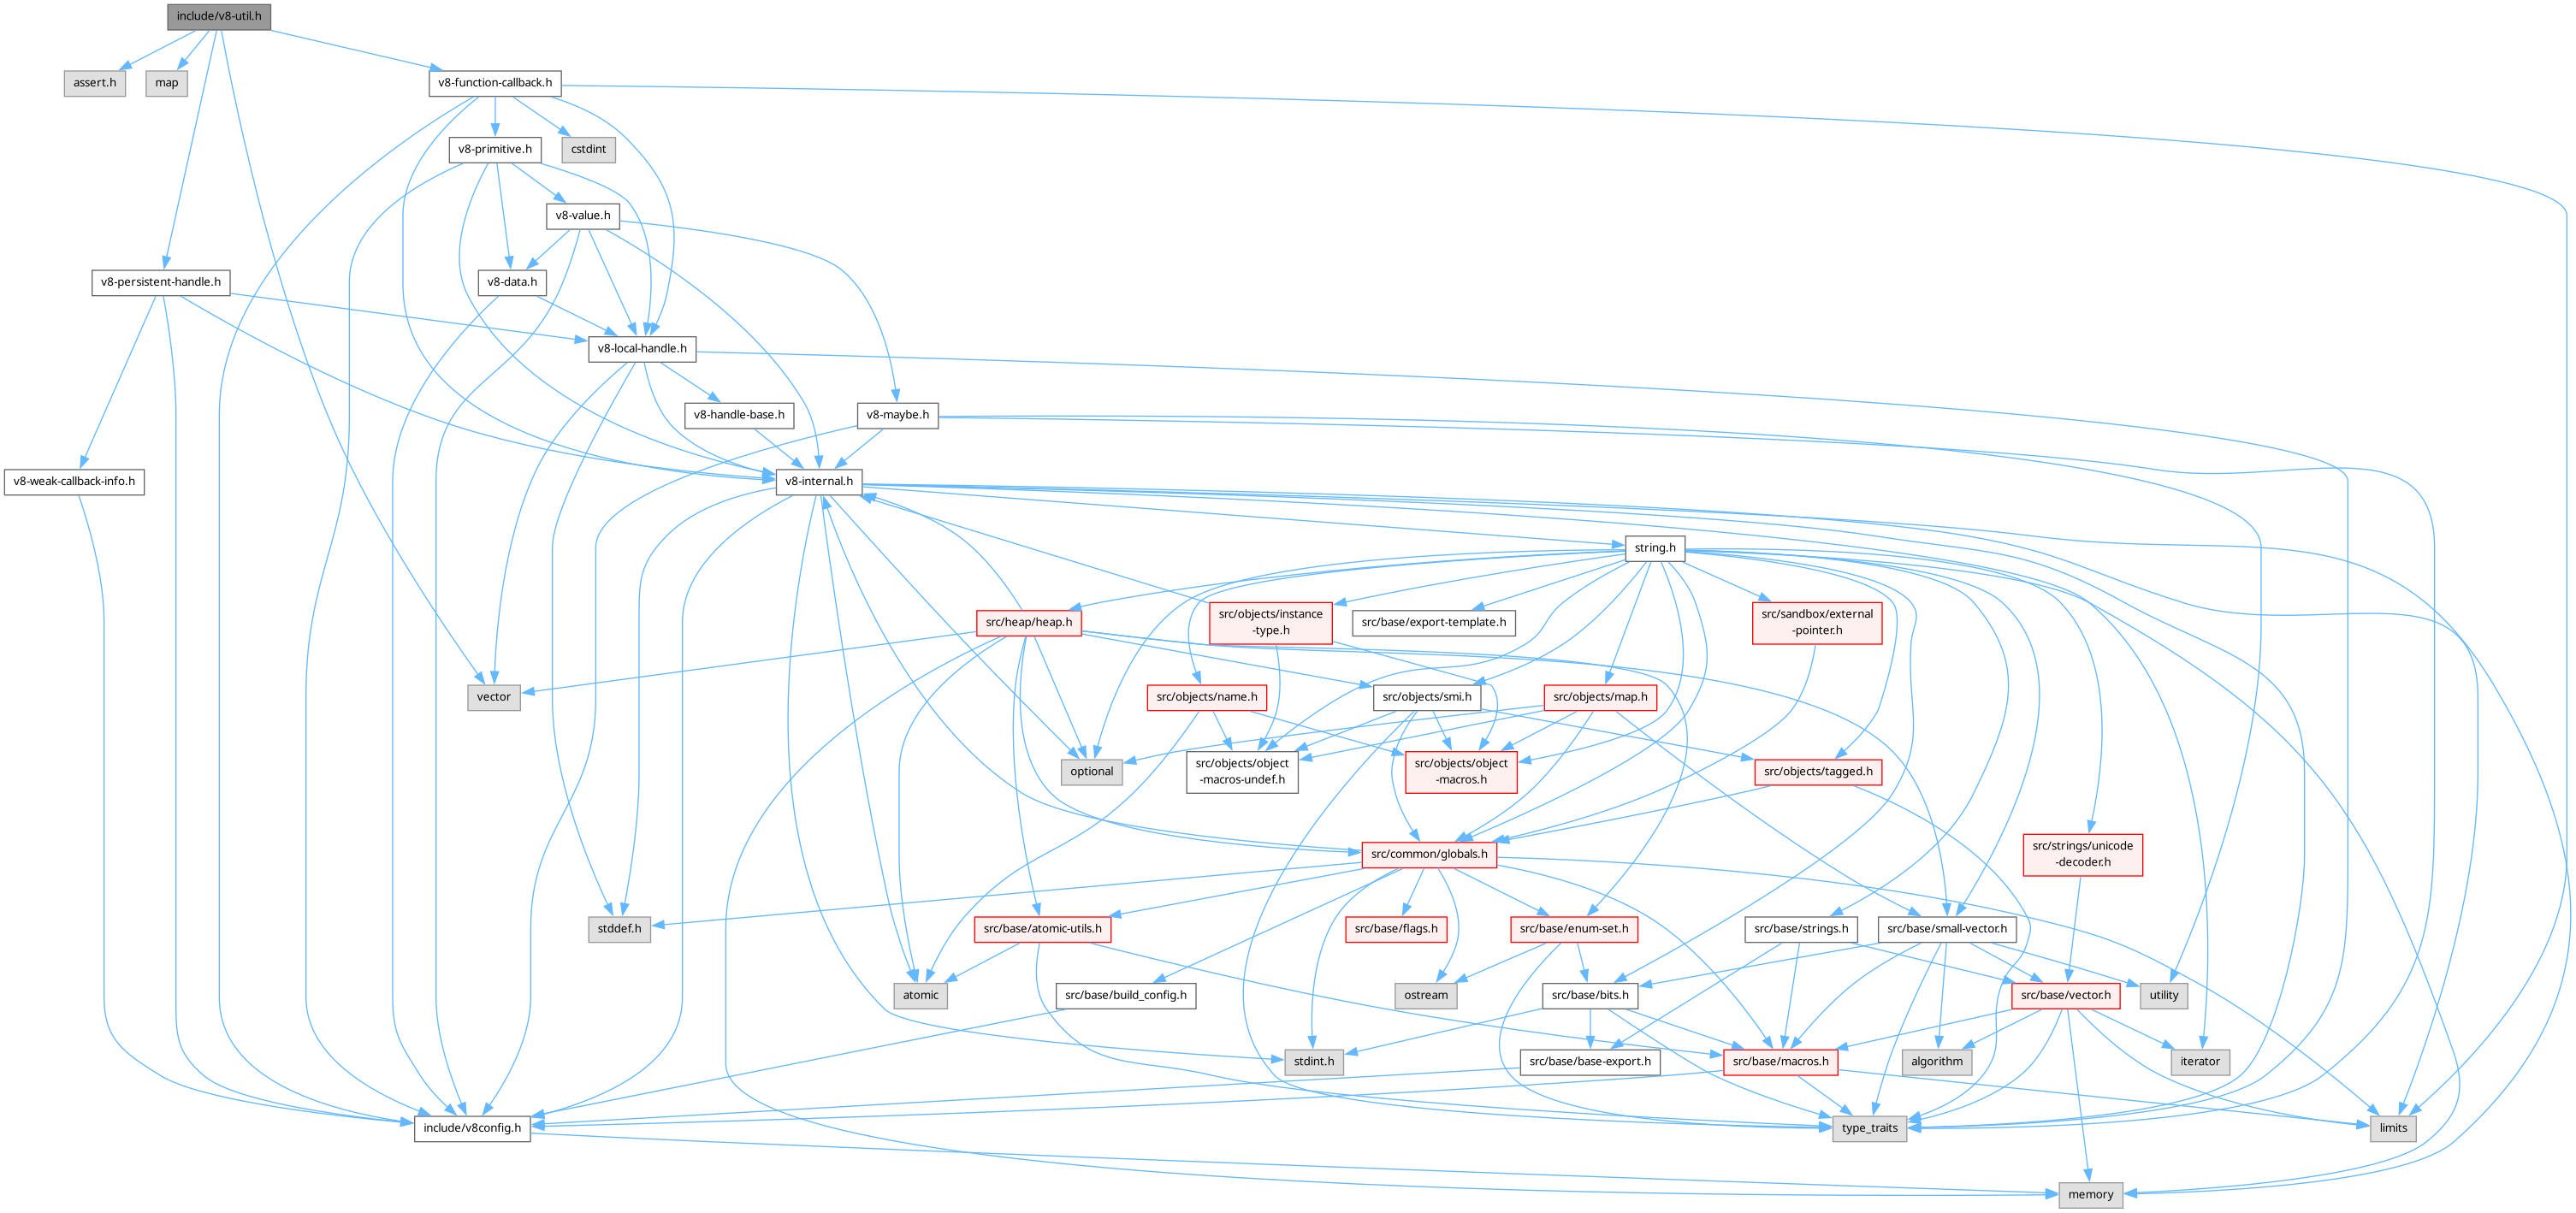 include/v8-util.h
assert.h
map
v8-function-callback.h
v8-primitive.h
cstdint
v8-value.h
v8-persistent-handle.h
v8-data.h
v8-local-handle.h
v8-handle-base.h
v8-maybe.h
v8-weak-callback-info.h
v8-internal.h
string.h
src/heap/heap.h
src/objects/instance
-type.h
src/base/export-template.h
src/sandbox/external
-pointer.h
vector
src/objects/name.h
src/objects/smi.h
src/objects/map.h
optional
src/objects/object
-macros-undef.h
src/objects/object
-macros.h
src/objects/tagged.h
src/common/globals.h
src/strings/unicode
-decoder.h
stddef.h
src/base/atomic-utils.h
src/base/flags.h
src/base/enum-set.h
src/base/strings.h
src/base/small-vector.h
atomic
src/base/build_config.h
ostream
src/base/bits.h
src/base/vector.h
utility
stdint.h
src/base/base-export.h
src/base/macros.h
algorithm
iterator
include/v8config.h
type_traits
limits
memory